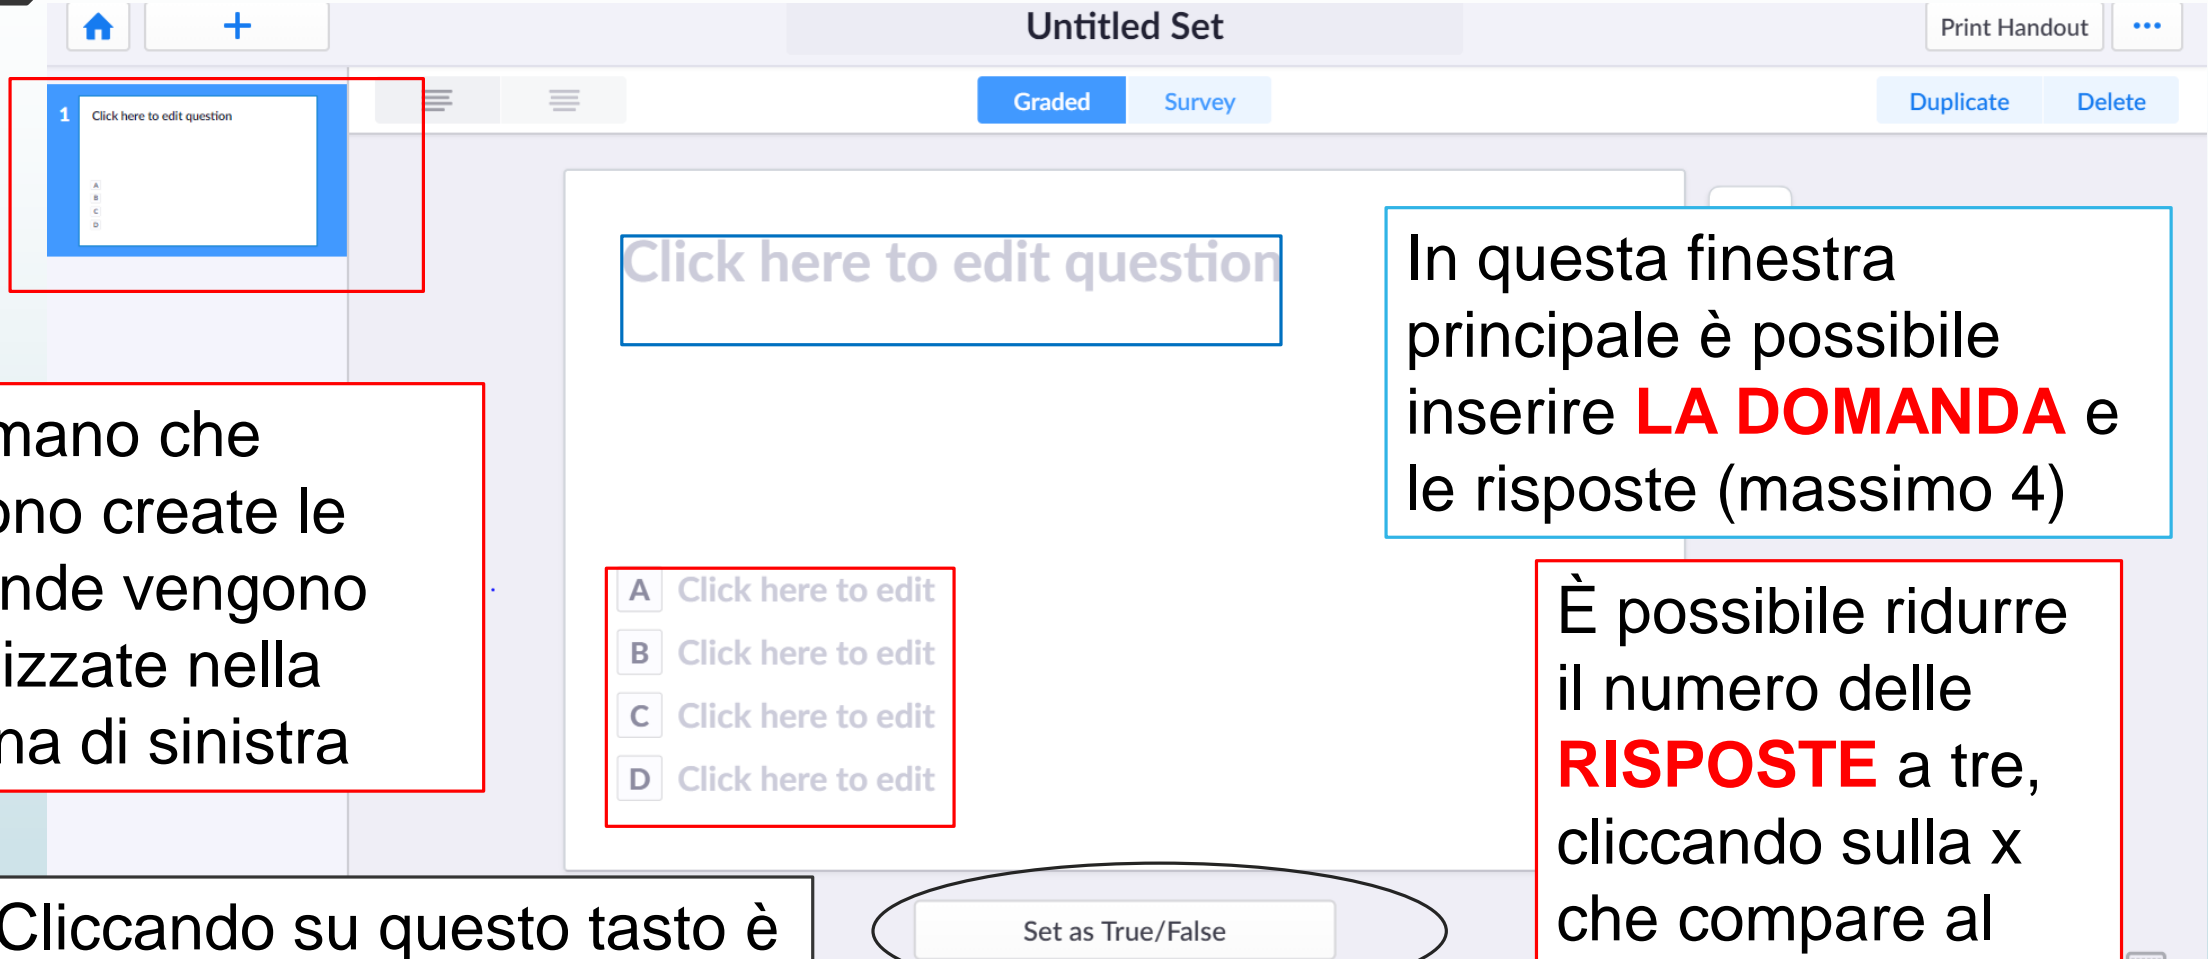 +
Untitled Set
Print Handout
•••
Graded
Survey
Duplicate
Delete
1
Click here to edit question
A
B
C
D
Click here to edit question
A Click here to edit
B Click here to edit
C Click here to edit
D Click here to edit
In questa finestra
principale è possibile
inserire LA DOMANDA e
le risposte (massimo 4)
mano che
ono create le
nde vengono
izzate nella
na di sinistra
È possibile ridurre
il numero delle
RISPOSTE a tre,
cliccando sulla x
che compare al
Cliccando su questo tasto è
Set as True/False